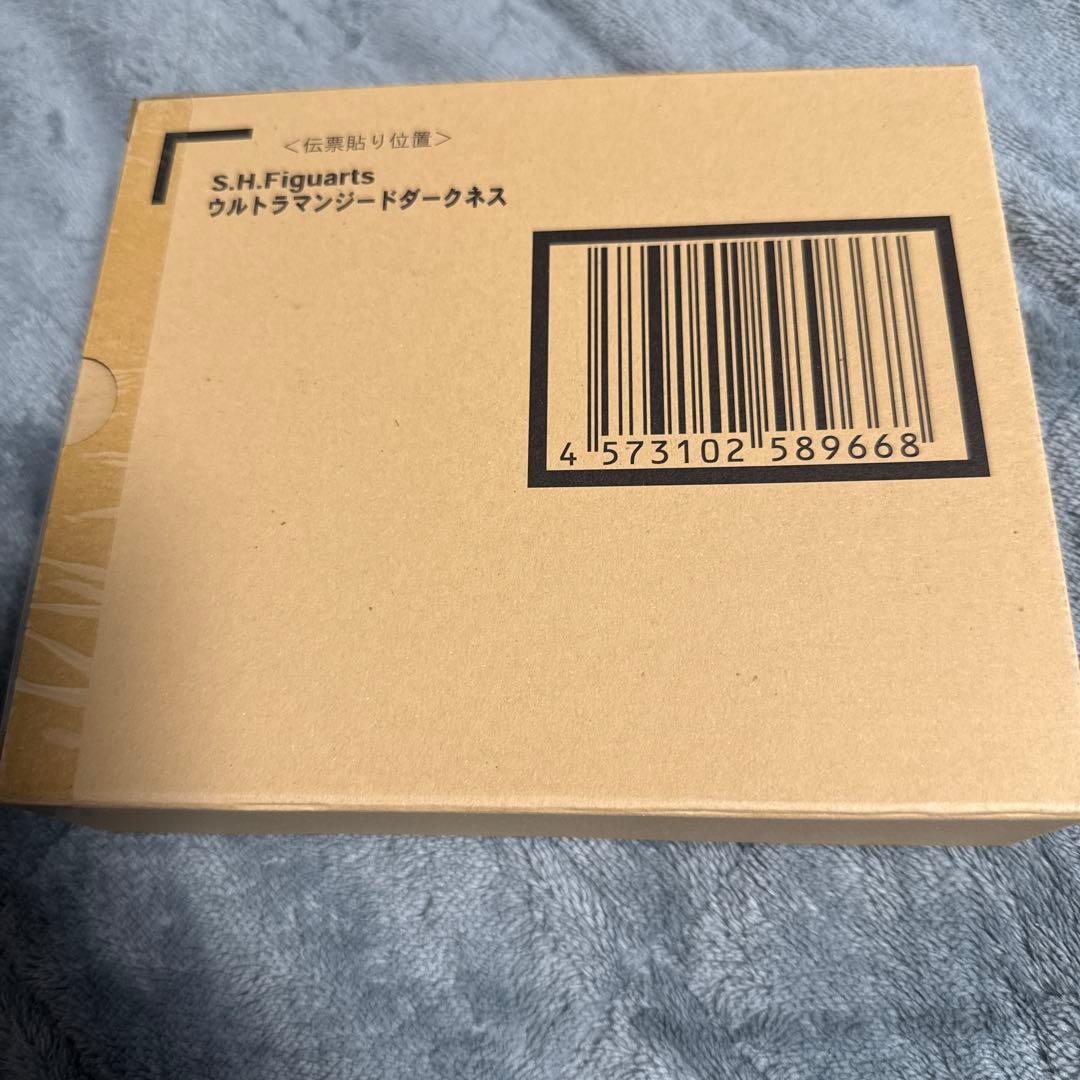 ＜伝票貼り位置＞
S.H.Figuarts
ウルトラマンジードダークネス
4 573102 589668